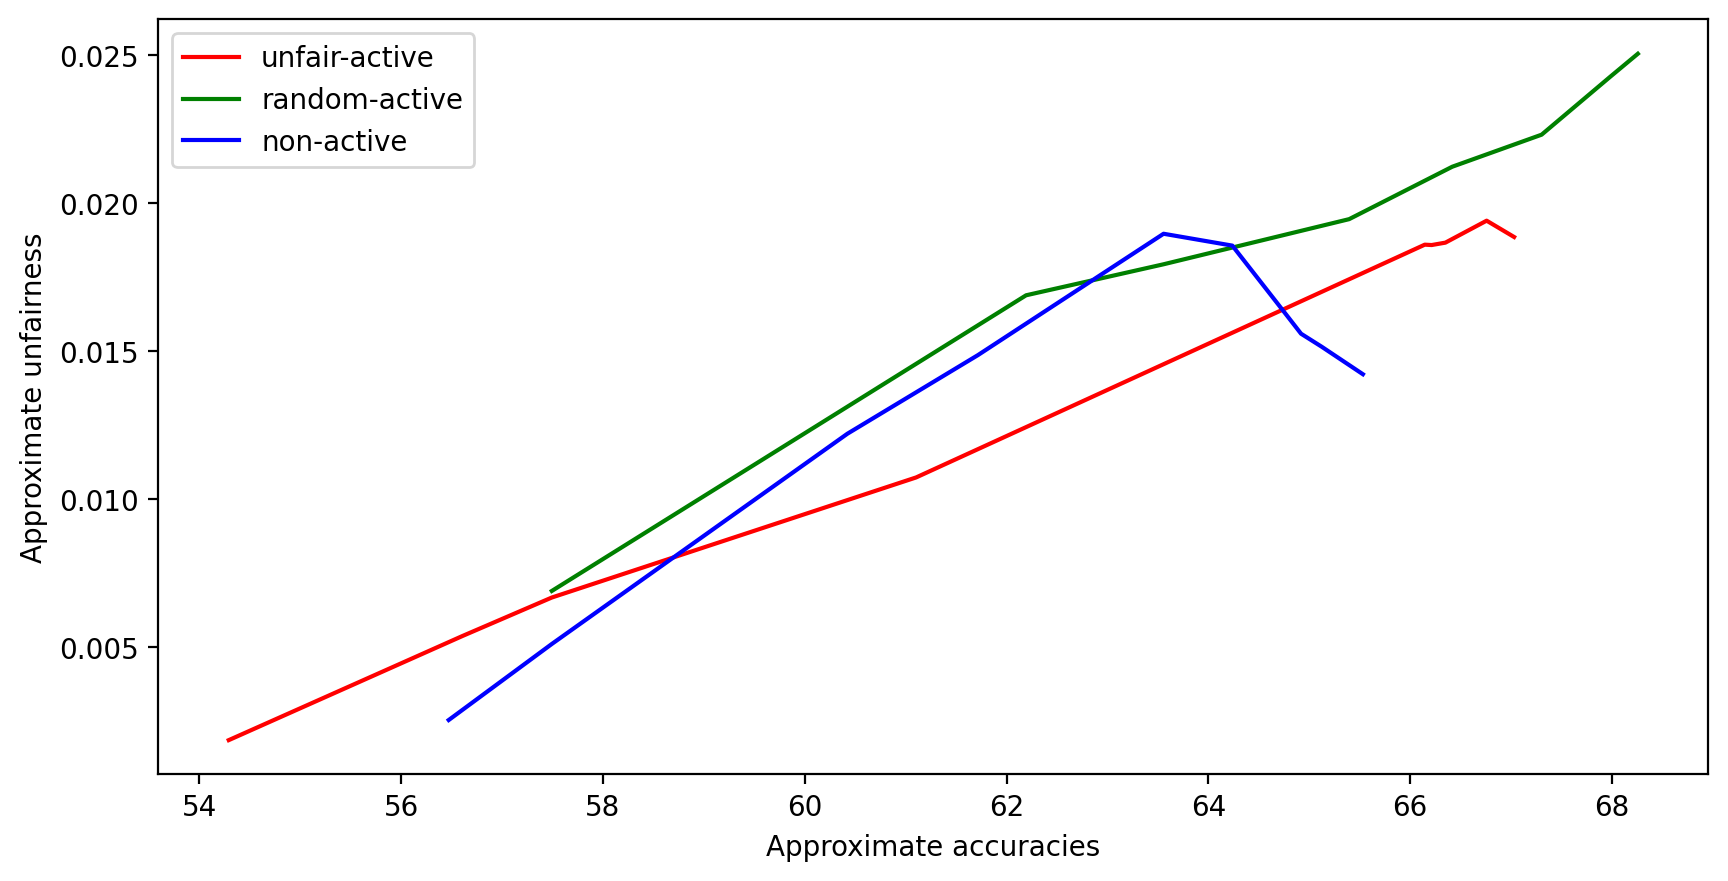 unfair-active
random-active
non-active
Approximate unfairness
0.025
0.020
0.015
0.010
0.005
54 56 58 60 62 64 66 68
Approximate accuracies